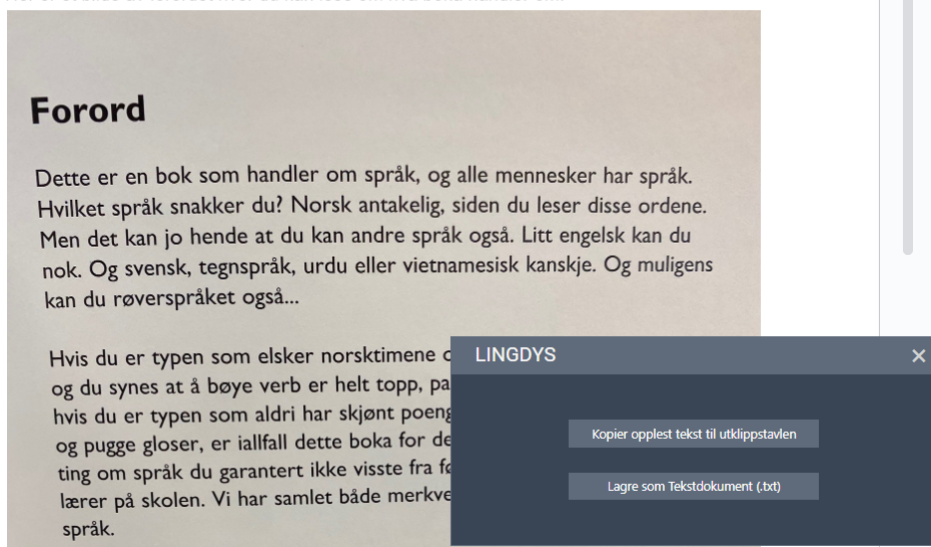 Forord
Dette er en bok som handler om språk, og alle mennesker har språk.
Hvilket språk snakker du? Norsk antakelig, siden du leser disse ordene.
Men det kan jo hende at du kan andre språk også. Litt engelsk kan du
nok. Og svensk, tegnspråk, urdu eller vietnamesisk kanskje. Og muligens
kan du røverspråket også...
Hvis du er typen som elsker norsktimene
og du synes at å bøye verb er helt topp,
hvis du er typen som aldri har skjønt
og pugge gloser, er iallfall dette boka for
ting om språk du garantert ikke visste fra
lærer på skolen. Vi har samlet både
språk.
LINGDYS
Kopier opplest tekst til utklippstavlen
Lagre som Tekstdokument (.txt)